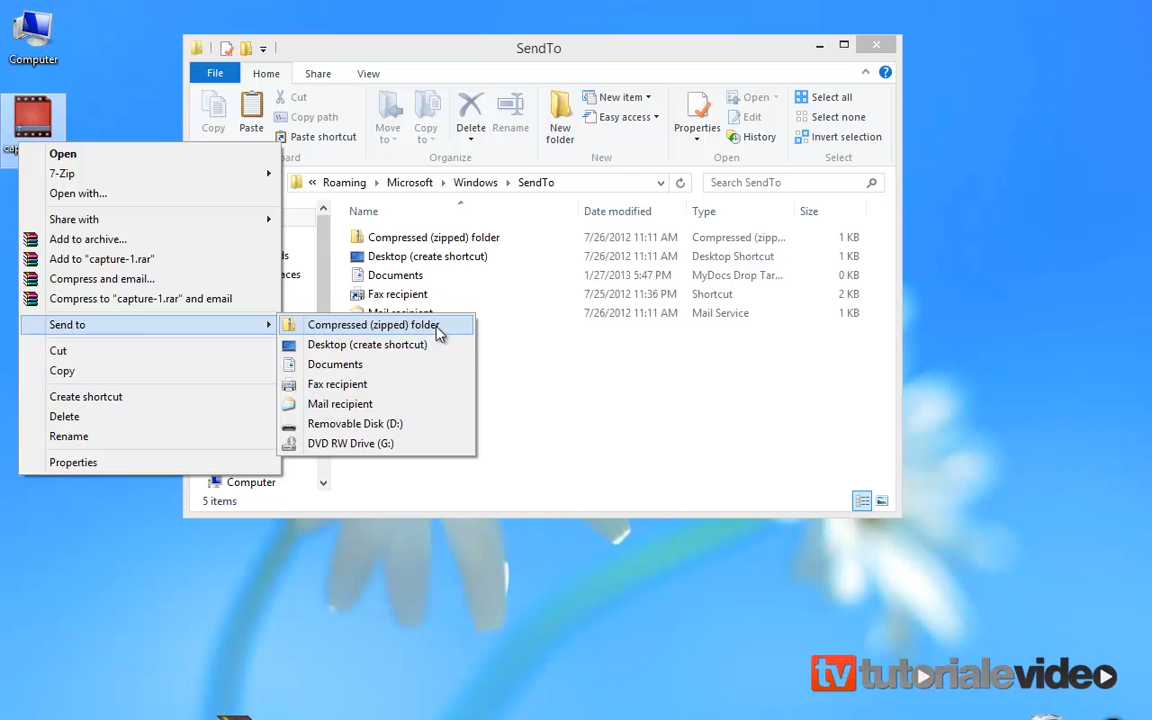 Computer
SendTo
File Home Share View
Copy
Paste
Cut
Copy path
Paste shortcut
Move to
Copy to
Delete
Rename
Organize
New folder
New item
Easy access
New
Properties
Open
Edit
History
Open
Select all
Select none
Invert selection
Select
« Roaming Microsoft Windows SendTo
Search SendTo
Name Date modified Type Size
Compressed (zipped) folder 7/26/2012 11:11 AM Compressed (zipp... 1 KB
Desktop (create shortcut) 7/26/2012 11:11 AM Desktop Shortcut 1 KB
Documents 1/27/2013 5:47 PM MyDocs Drop Tar... 1 KB
Fax recipient 7/25/2012 11:36 PM Shortcut 2 KB
Mail recipient 7/26/2012 11:11 AM Mail Service 1 KB
Computer
5 items
Open
7-Zip
Open with...
Share with
Add to archive...
Add to "capture-1.rar"
Compress and email...
Compress to "capture-1.rar" and email
Send to
Cut
Copy
Create shortcut
Delete
Rename
Properties
Compressed (zipped) folder
Desktop (create shortcut)
Documents
Fax recipient
Mail recipient
Removable Disk (D:)
DVD RW Drive (G:)
tv tutorialevideo